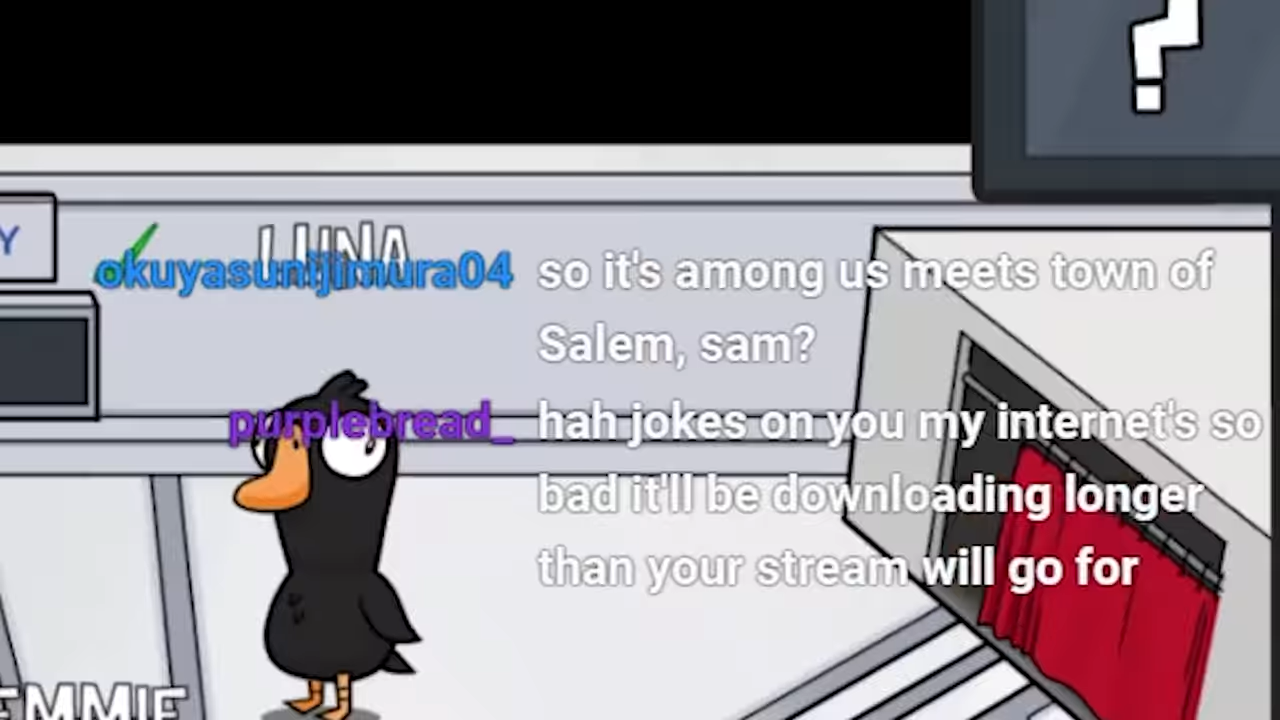 ?
Y
LUNA
okuyasunijimura04 so it's among us meets town of
Salem, sam?
purplebread_ hah jokes on you my internet's so
bad it'll be downloading longer
than your stream will go for
EMMIE